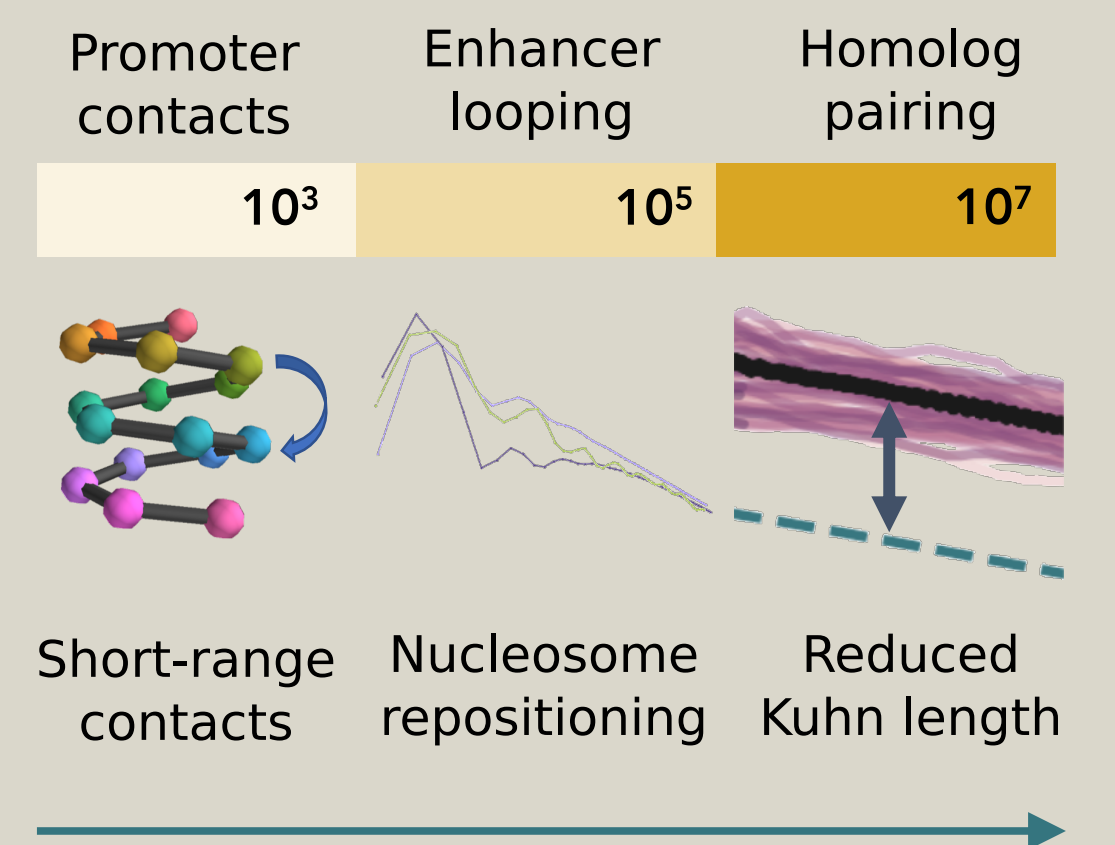 Promoter
contacts
Enhancer
looping
Homolog
pairing
10³
10⁵
10⁷
Short-range
contacts
Nucleosome
repositioning
Reduced
Kuhn length